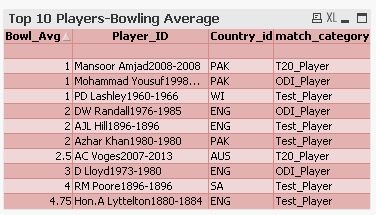 Top 10 Players-Bowling Average XL
Bowl_Avg Player_ID Country_id match_category
1 Mansoor Amjad2008-2008 PAK T20_Player
1 Mohammad Yousuf1998... PAK ODI_Player
1 PD Lashley1960-1966 WI Test_Player
2 DW Randall1976-1985 ENG ODI_Player
2 AJL Hill1896-1896 ENG Test_Player
2 Azhar Khan1980-1980 PAK Test_Player
2.5 AC Voges2007-2013 AUS T20_Player
3 D Lloyd1973-1980 ENG ODI_Player
4 RM Poore1896-1896 SA Test_Player
4.75 Hon.A Lyttelton1880-1884 ENG Test_Player